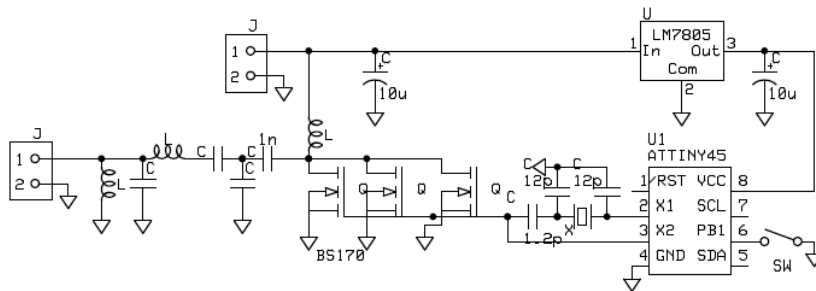 J
1
2
C
10u
U
LM7805
1 In Out 3
Com
2
C
10u
J
1
2
L
C
L
C
C
1n
L
Q
Q
Q
BS170
C
1.2p
C
12p
C
12p
X
U1
ATTINY45
1 /RST VCC 8
2 X1 SCL 7
3 X2 PB1 6
4 GND SDA 5
SW